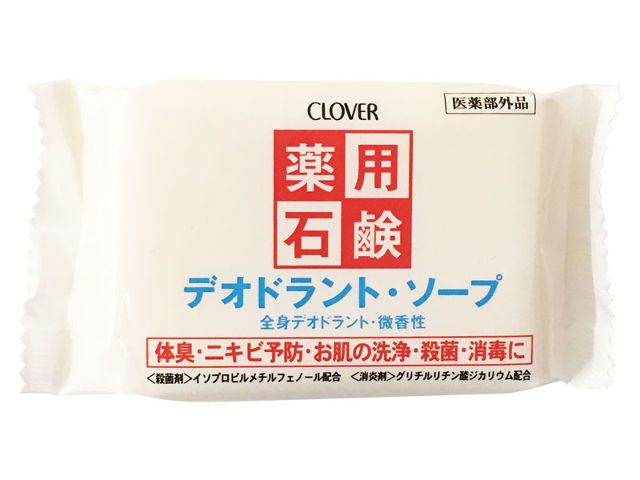 CLOVER
医薬部外品
薬用
石鹸
デオドラント・ソープ
全身デオドラント・微香性
体臭・ニキビ予防・お肌の洗浄・殺菌・消毒に
<殺菌剤>イソプロピルメチルフェノール配合 <消炎剤>グリチルリチン酸ジカリウム配合